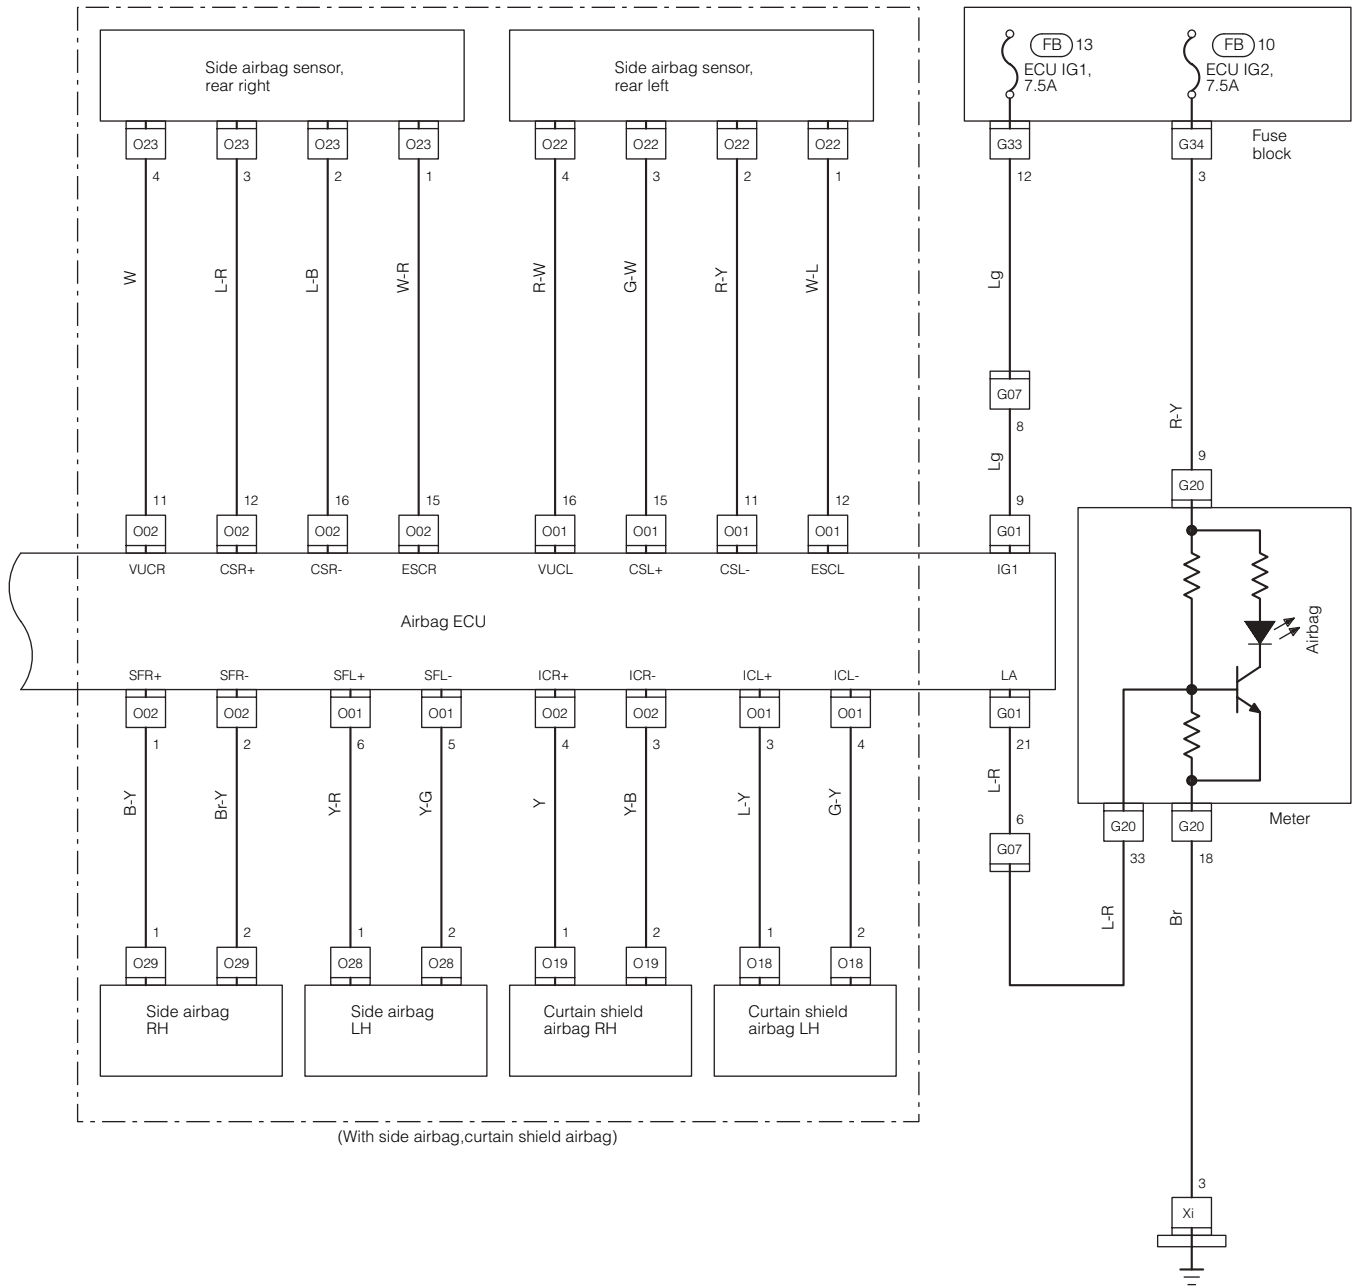 Side airbag sensor,
rear right
Side airbag sensor,
rear left
FB 13
ECU IG1,
7.5A
FB 10
ECU IG2,
7.5A
Fuse
block
O23 O23 O23 O23 O22 O22 O22 O22 G33 G34
4 3 2 1 4 3 2 1 12 3
W L-R L-B W-R R-W G-W R-Y W-L Lg
G07
8
R-Y
Lg
9
G20
11 12 16 15 16 15 11 12 9
O02 O02 O02 O02 O01 O01 O01 O01 G01
VUCR CSR+ CSR- ESCR VUCL CSL+ CSL- ESCL IG1
Airbag ECU
Airbag
SFR+ SFR- SFL+ SFL- ICR+ ICR- ICL+ ICL- LA
O02 O02 O01 O01 O02 O02 O01 O01 G01
1 2 6 5 4 3 3 4 21
B-Y Br-Y Y-R Y-G Y Y-B L-Y G-Y L-R
6
G07
G20 G20
Meter
33 18
L-R Br
1 2 1 2 1 2 1 2
O29 O29 O28 O28 O19 O19 O18 O18
Side airbag
RH
Side airbag
LH
Curtain shield
airbag RH
Curtain shield
airbag LH
(With side airbag,curtain shield airbag)
3
Xi